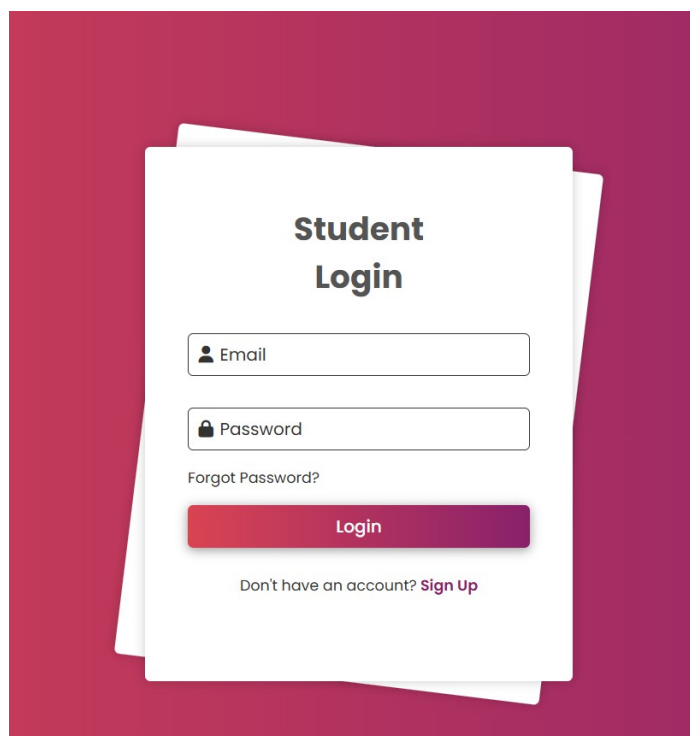 Student
Login
Email
Password
Forgot Password?
Login
Don't have an account? Sign Up